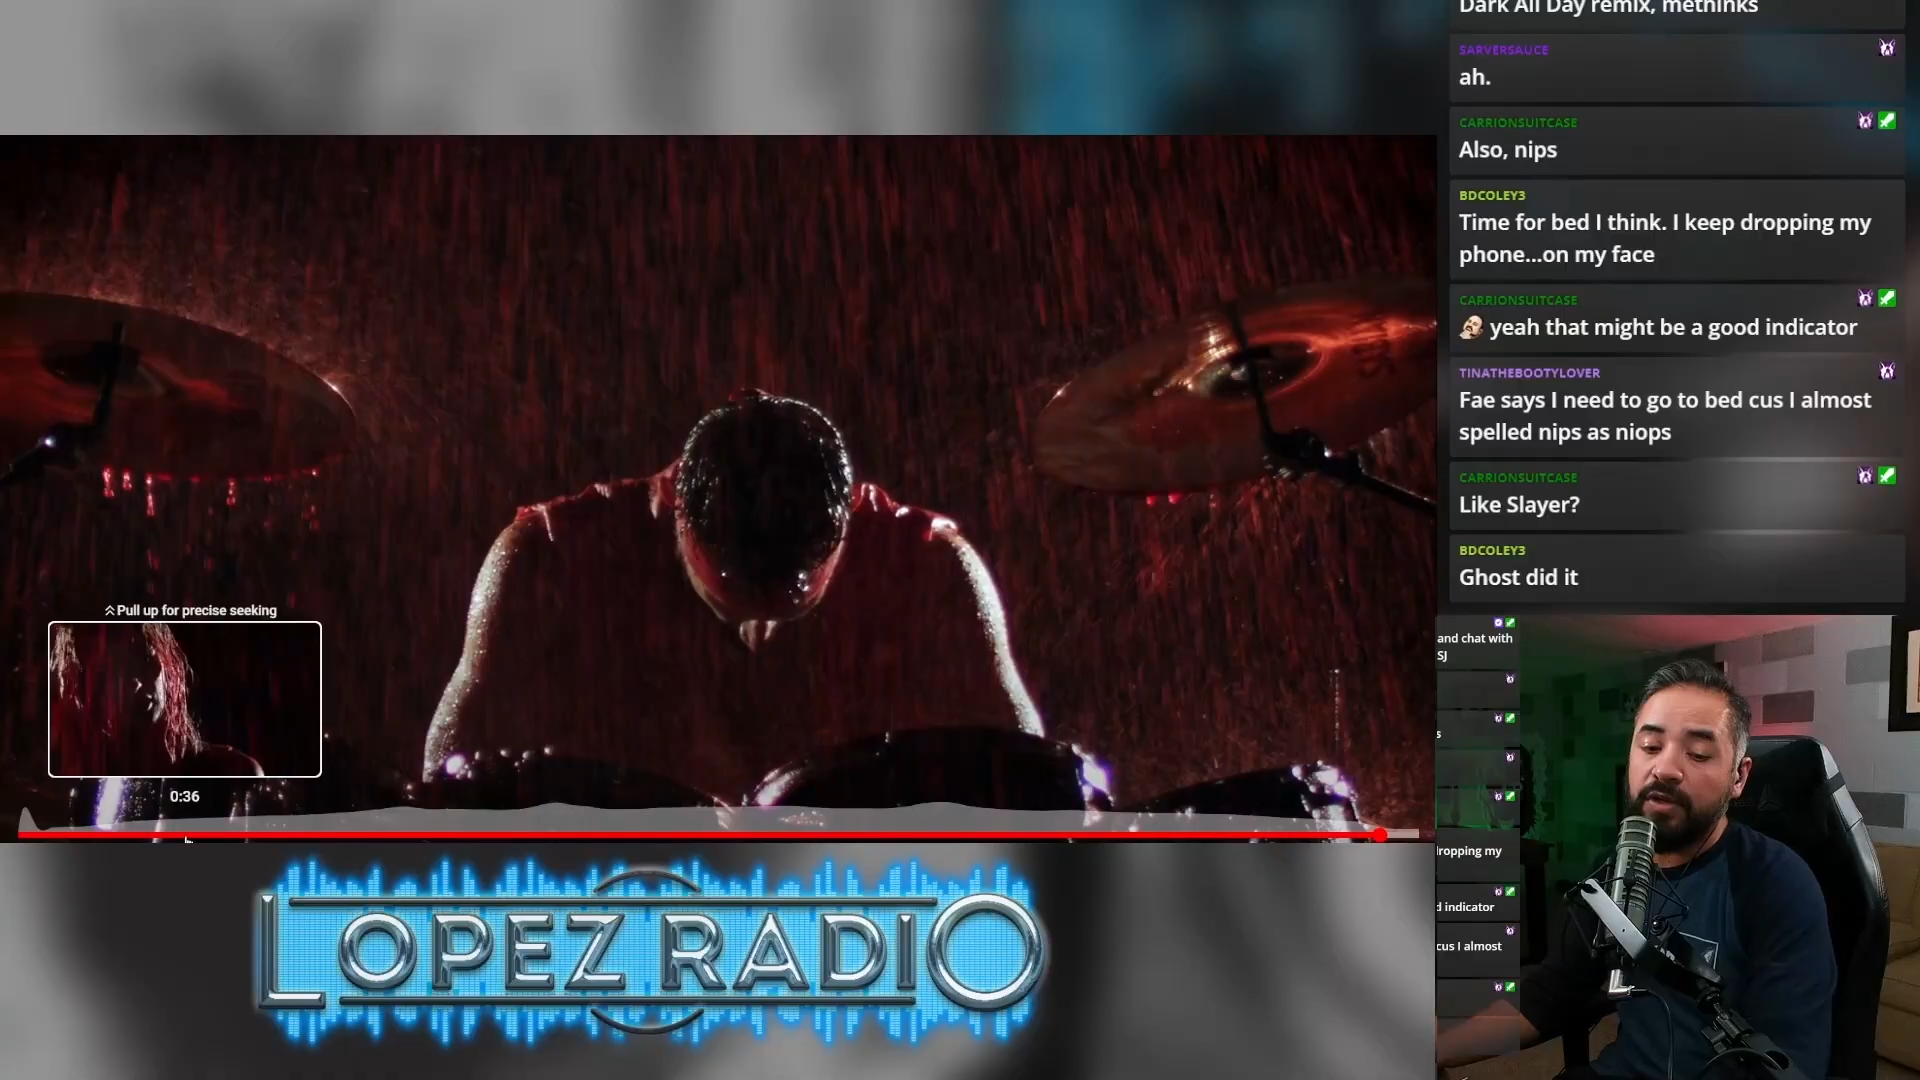 Dark All Day remix, methinks
SARVERSAUCE
ah.
CARRIONSUITCASE
Also, nips
BDCOLEY3
Time for bed I think. I keep dropping my
phone...on my face
CARRIONSUITCASE
yeah that might be a good indicator
TINATHEBOOTYLOVER
Fae says I need to go to bed cus I almost
spelled nips as niops
CARRIONSUITCASE
Like Slayer?
BDCOLEY3
Ghost did it
Pull up for precise seeking
0:36
LOPEZ RADIO
and chat with
SJ
s
dropping my
d indicator
cus I almost